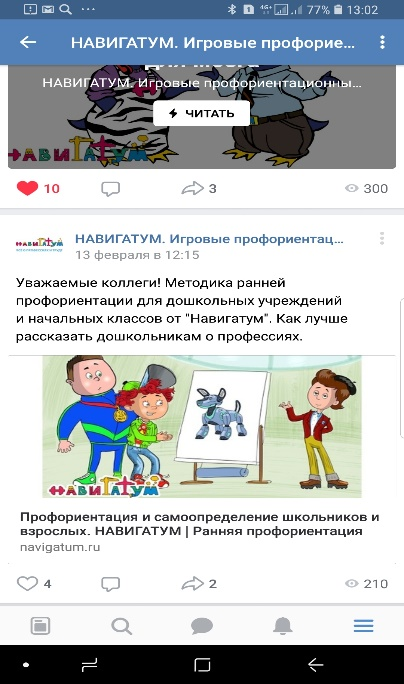 77% 13:02
НАВИГАТУМ. Игровые профорие...
НАВИГАТУМ. Игровые профориентационны...
ЧИТАТЬ
НАВИГАТУМ
10
3
300
НАВИГАТУМ
НАВИГАТУМ. Игровые профориентац...
13 февраля в 12:15
Уважаемые коллеги! Методика ранней
профориентации для дошкольных учреждений
и начальных классов от "Навигатум". Как лучше
рассказать дошкольникам о профессиях.
НАВИГАТУМ
Профориентация и самоопределение школьников и
взрослых. НАВИГАТУМ | Ранняя профориентация
navigatum.ru
4
2
210